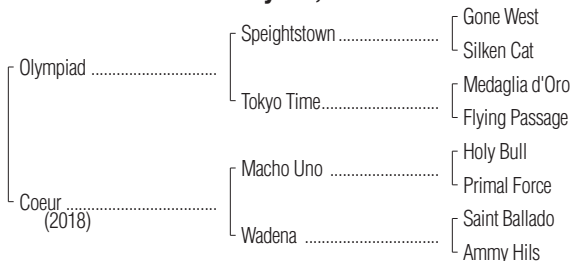 Gone West
Speightstown ........................
Silken Cat
Olympiad ..............................
Medaglia d'Oro
Tokyo Time............................
Flying Passage
Holy Bull
Macho Uno ..........................
Primal Force
Coeur ....................................
(2018)
Saint Ballado
Wadena ................................
Ammy Hils